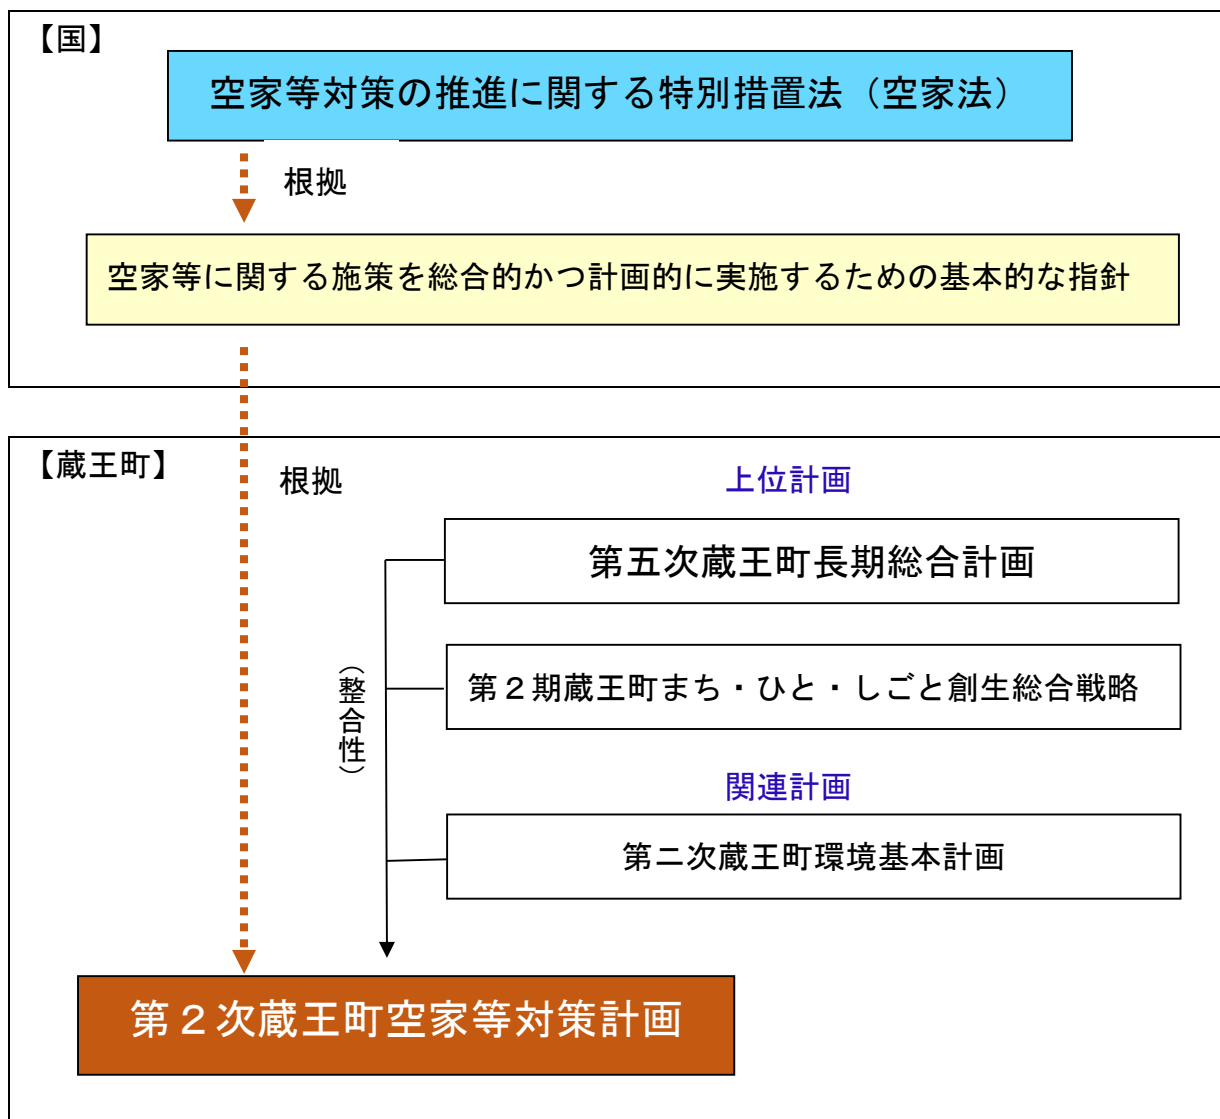 【国】
空家等対策の推進に関する特別措置法（空家法）
根拠
空家等に関する施策を総合的かつ計画的に実施するための基本的な指針
【蔵王町】
根拠
上位計画
第五次蔵王町長期総合計画
（整合性）
第２期蔵王町まち・ひと・しごと創生総合戦略
関連計画
第二次蔵王町環境基本計画
第２次蔵王町空家等対策計画